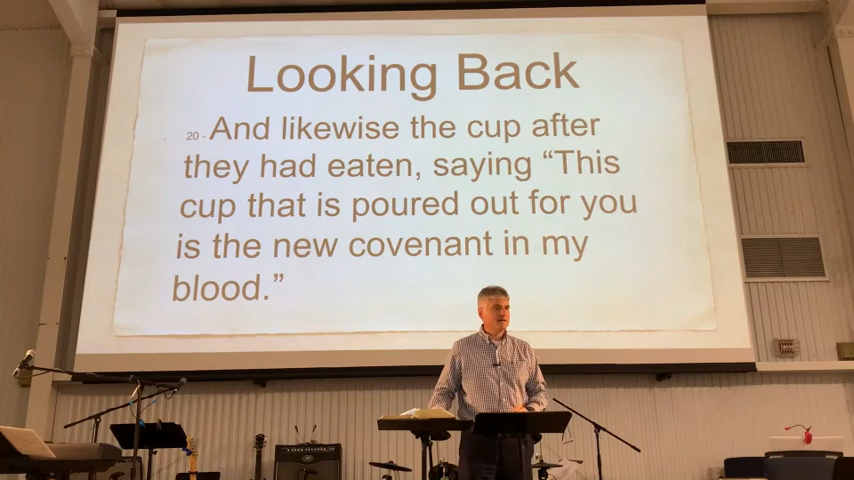 Looking Back
20 - And likewise the cup after
they had eaten, saying “This
cup that is poured out for you
is the new covenant in my
blood.”